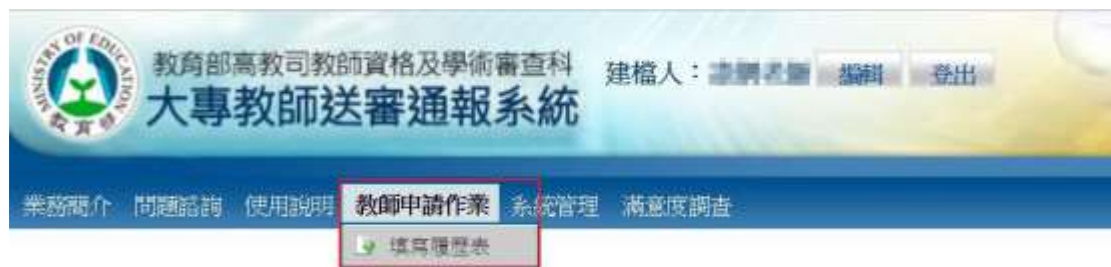 MINISTRY OF EDUCATION
教育部
教育部高教司教師資格及學術審查科
大專教師送審通報系統
建檔人：
編輯 登出
業務簡介 問題諮詢 使用說明 教師申請作業 系統管理 滿意度調查
填寫履歷表